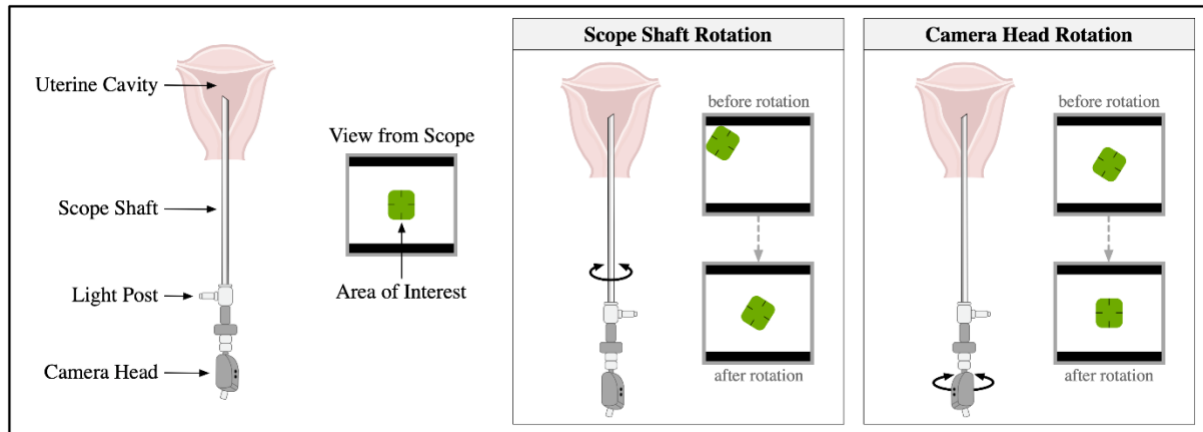 Uterine Cavity
Scope Shaft
Light Post
Camera Head
View from Scope
Area of Interest
Scope Shaft Rotation
before rotation
after rotation
Camera Head Rotation
before rotation
after rotation